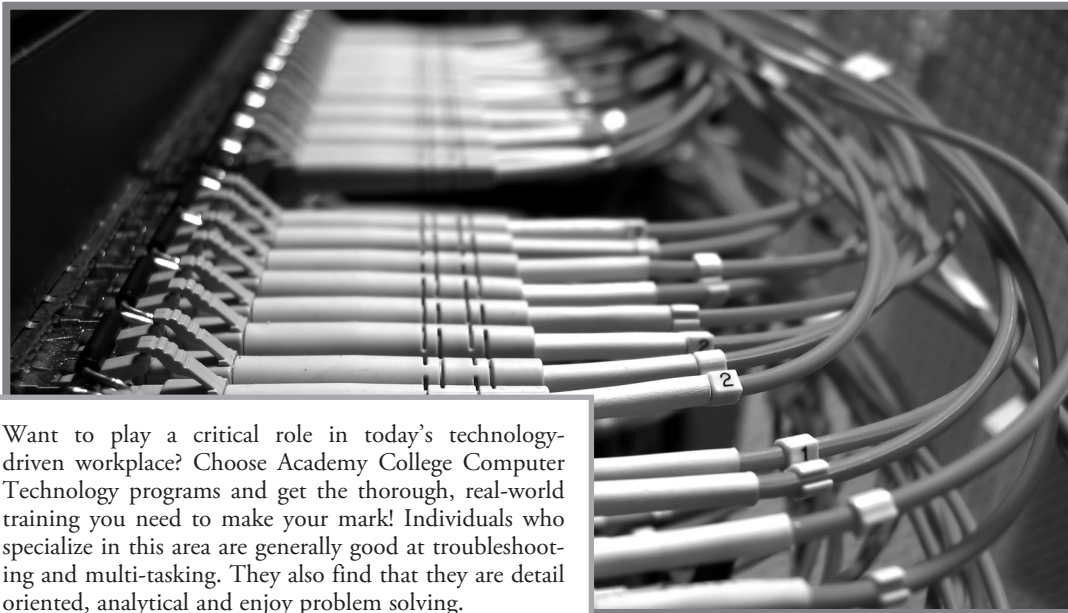 2
2
1
Want to play a critical role in today's technology-
driven workplace? Choose Academy College Computer
Technology programs and get the thorough, real-world
training you need to make your mark! Individuals who
specialize in this area are generally good at troubleshoot-
ing and multi-tasking. They also find that they are detail
oriented, analytical and enjoy problem solving.